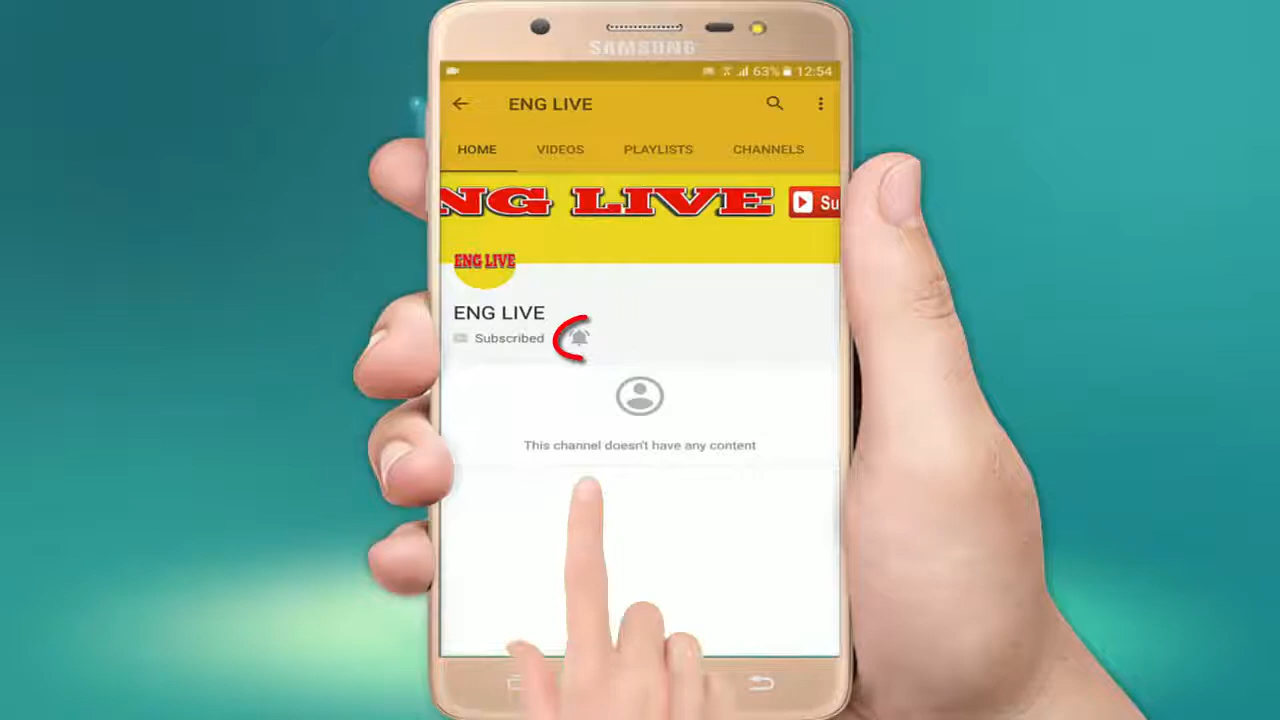 SAMSUNG
63% 12:54
ENG LIVE
HOME VIDEOS PLAYLISTS CHANNELS
NG LIVE Su
ENG LIVE
ENG LIVE
Subscribed
This channel doesn't have any content